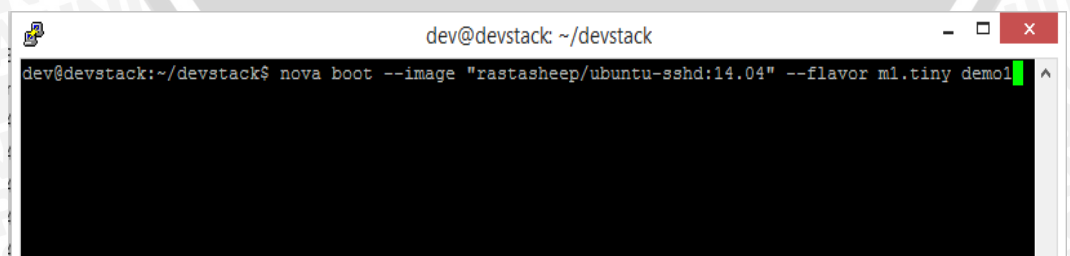 dev@devstack: ~/devstack
dev@devstack:~/devstack$ nova boot --image "rastasheep/ubuntu-sshd:14.04" --flavor m1.tiny demo1